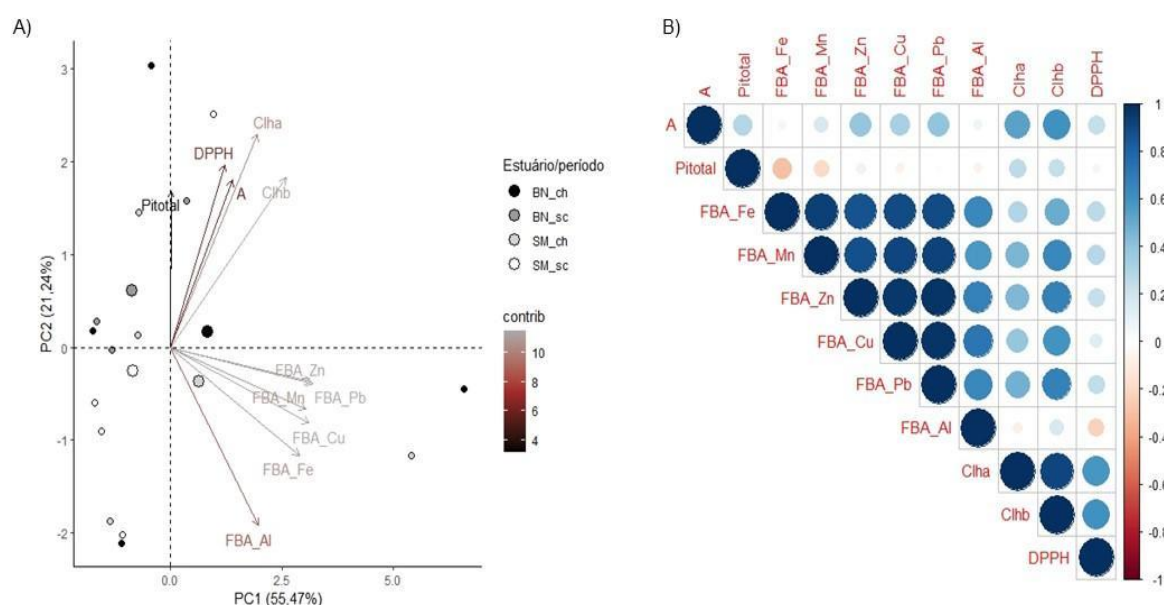 A)
3
2
1
0
-1
-2
PC2 (21,24%)
0.0
2.5
5.0
PC1 (55,47%)
Clha
DPPH
A
Clhb
Pitotal
FBA_Zn
FBA_Mn
FBA_Pb
FBA_Cu
FBA_Fe
FBA_Al
Estuário/período
BN_ch
BN_sc
SM_ch
SM_sc
contrib
10
8
6
4
B)
A
Pitotal
FBA_Fe
FBA_Mn
FBA_Zn
FBA_Cu
FBA_Pb
FBA_Al
Clha
Clhb
DPPH
A
Pitotal
FBA_Fe
FBA_Mn
FBA_Zn
FBA_Cu
FBA_Pb
FBA_Al
Clha
Clhb
DPPH
1
0.8
0.6
0.4
0.2
0
-0.2
-0.4
-0.6
-0.8
-1